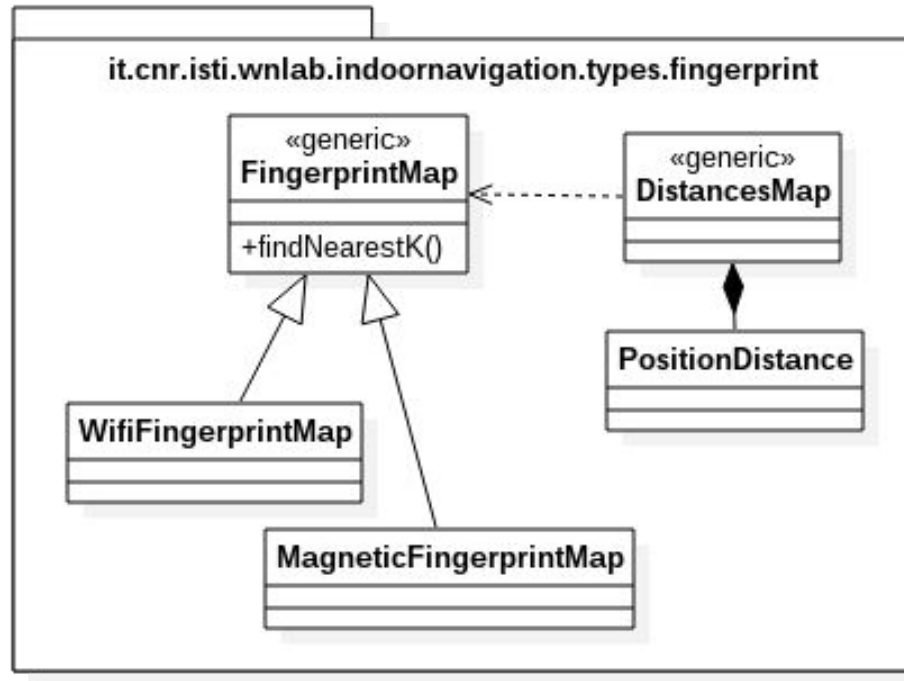 it.cnr.isti.wnlab.indoornavigation.types.fingerprint
«generic»
FingerprintMap
+findNearestK()
«generic»
DistancesMap
PositionDistance
WifiFingerprintMap
MagneticFingerprintMap